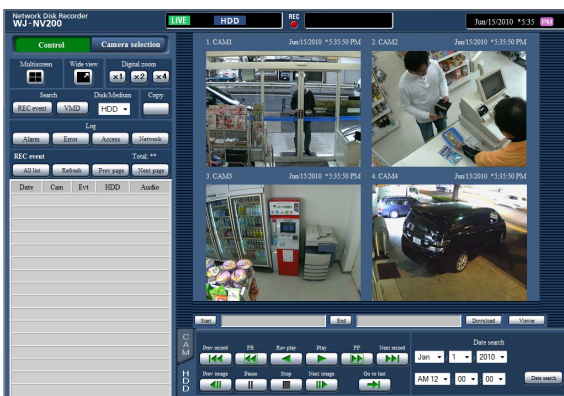 Network Disk Recorder
WJ-NV200
LIVE HDD REC Jun/15/2010 *5:35 PM
Control Camera selection
Multiscreen Wide view Digital zoom
×1 ×2 ×4
Search Disk/Medium Copy
REC event VMD HDD
Log
Alarm Error Access Network
REC event Total: **
All list Refresh Prev page Next page
Date Cam Evt HDD Audio
1. CAM1 Jun/15/2010 *5:35:50 PM
2. CAM2 Jun/15/2010 *5:35:50 PM
3. CAM3 Jun/15/2010 *5:35:50 PM
4. CAM4 Jun/15/2010 *5:35:50 PM
Start End Download Viewer
CAM
HDD
Prev record FR Rev play Play FF Next record
Prev image Pause Stop Next image Go to last
Date search
Jan 1 2010
AM 12 : 00 : 00 Date search